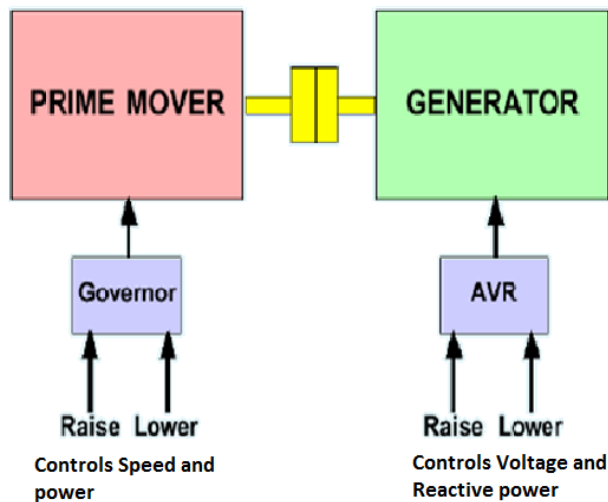 PRIME MOVER
GENERATOR
Governor
AVR
Raise Lower
Raise Lower
Controls Speed and
power
Controls Voltage and
Reactive power